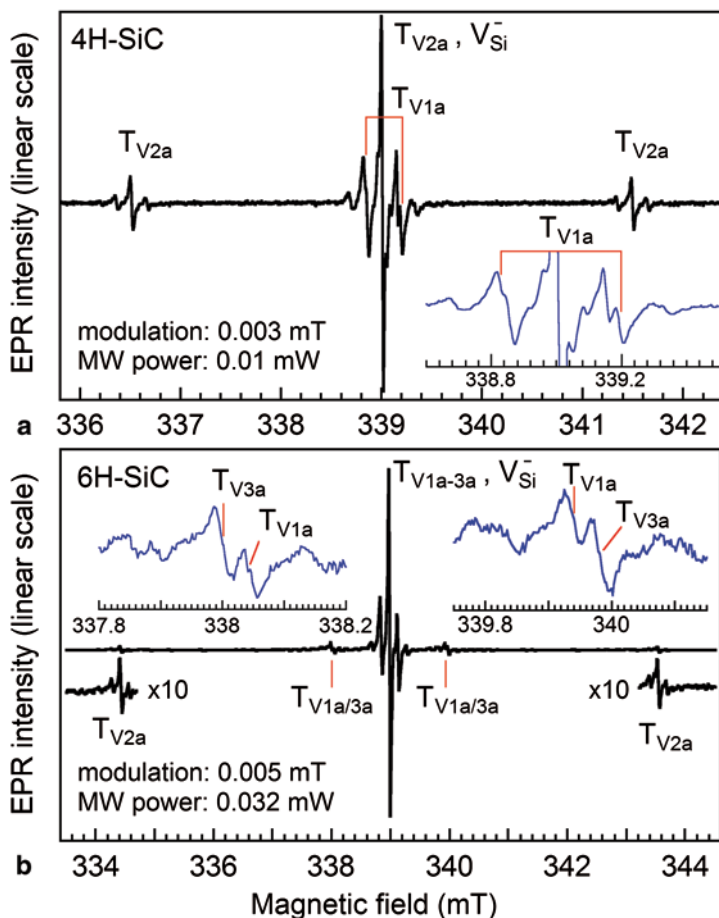 4H-SiC
T_V2a , V_Si^-
T_V1a
T_V2a
T_V2a
T_V1a
modulation: 0.003 mT
MW power: 0.01 mW
338.8 339.2
EPR intensity (linear scale)
a
336 337 338 339 340 341 342
6H-SiC
T_V1a-3a , V_Si^-
T_V3a
T_V1a
T_V1a
T_V3a
337.8 338 338.2
339.8 340
x10
x10
T_V1a/3a
T_V1a/3a
T_V2a
T_V2a
modulation: 0.005 mT
MW power: 0.032 mW
EPR intensity (linear scale)
b
334 336 338 340 342 344
Magnetic field (mT)